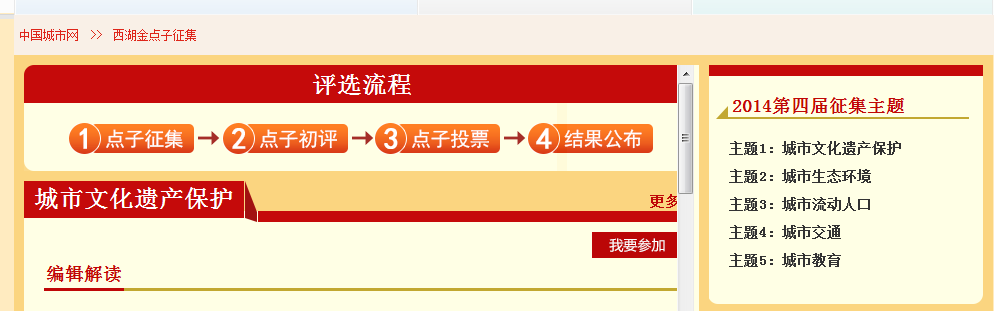 中国城市网 >> 西湖金点子征集
评选流程
1 点子征集 2 点子初评 3 点子投票 4 结果公布
城市文化遗产保护
更多
我要参加
编辑解读
2014第四届征集主题
主题1：城市文化遗产保护
主题2：城市生态环境
主题3：城市流动人口
主题4：城市交通
主题5：城市教育